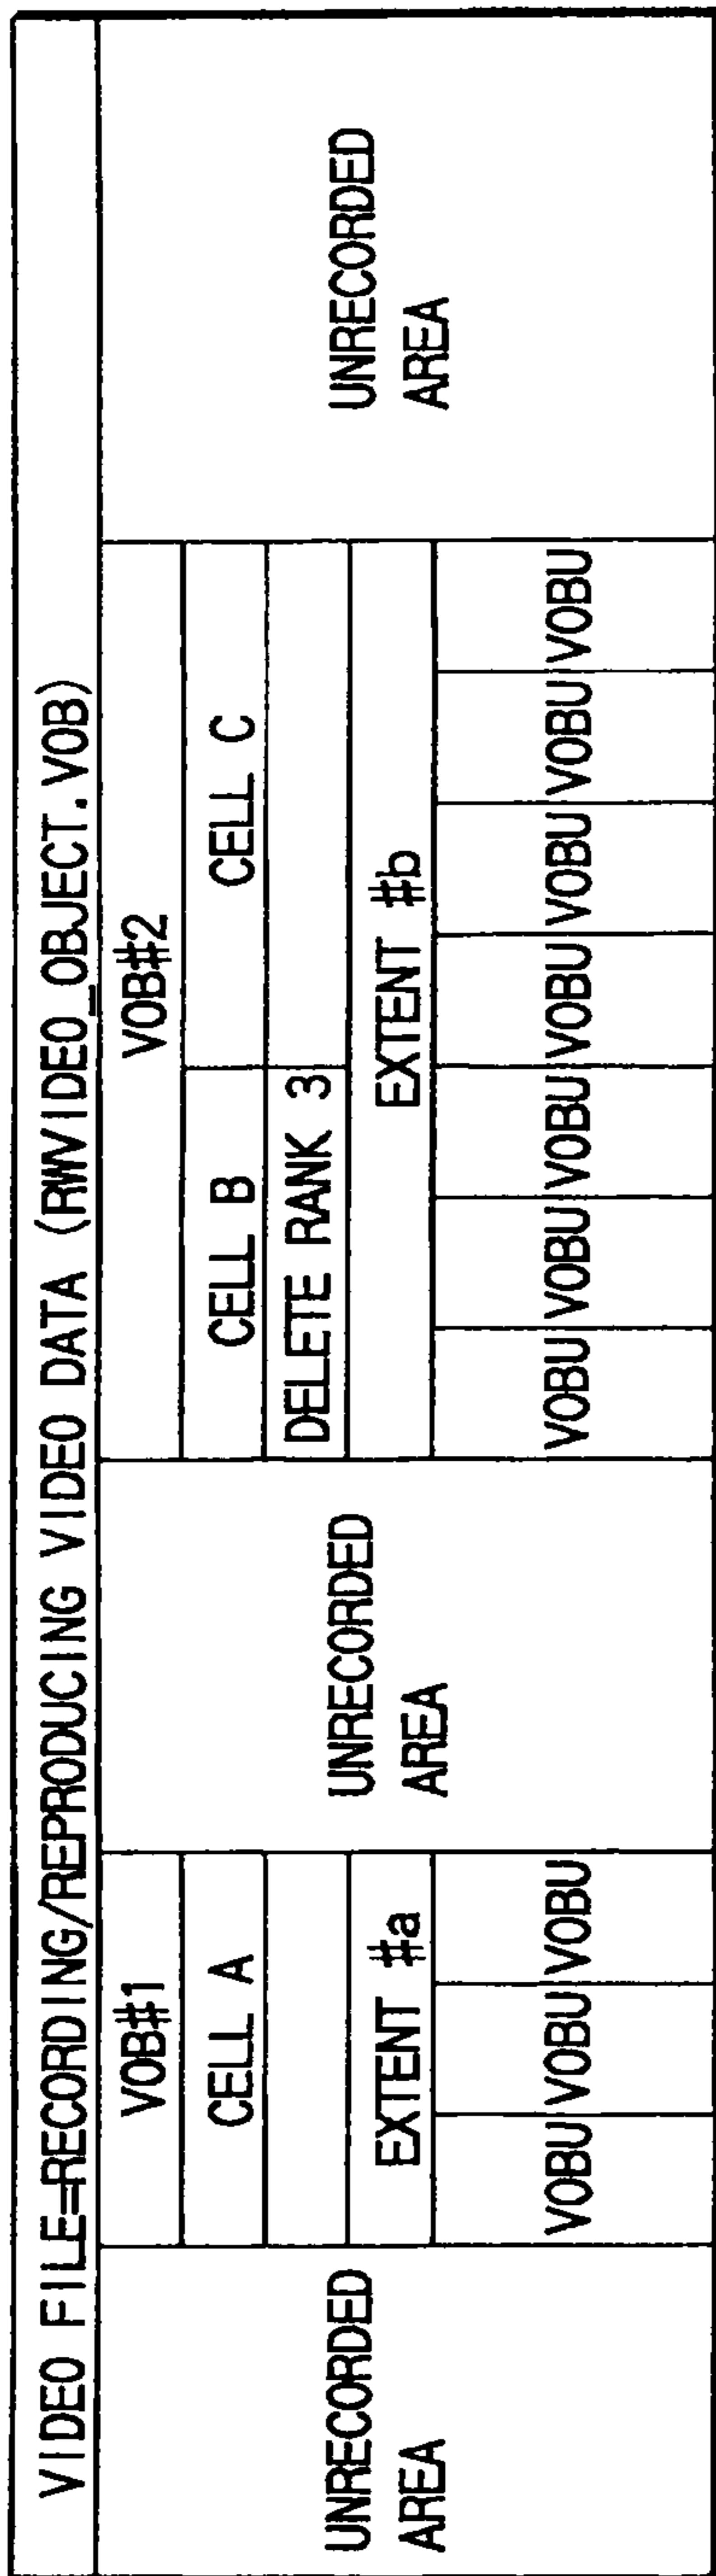 VIDEO FILE=RECORDING/REPRODUCING VIDEO DATA (RWVIDEO_OBJECT.VOB)
UNRECORDED
AREA
VOB#1
CELL A
EXTENT #a
VOBU VOBU VOBU
UNRECORDED
AREA
VOB#2
CELL B CELL C
DELETE RANK 3
EXTENT #b
VOBU VOBU VOBU VOBU VOBU VOBU VOBU
UNRECORDED
AREA